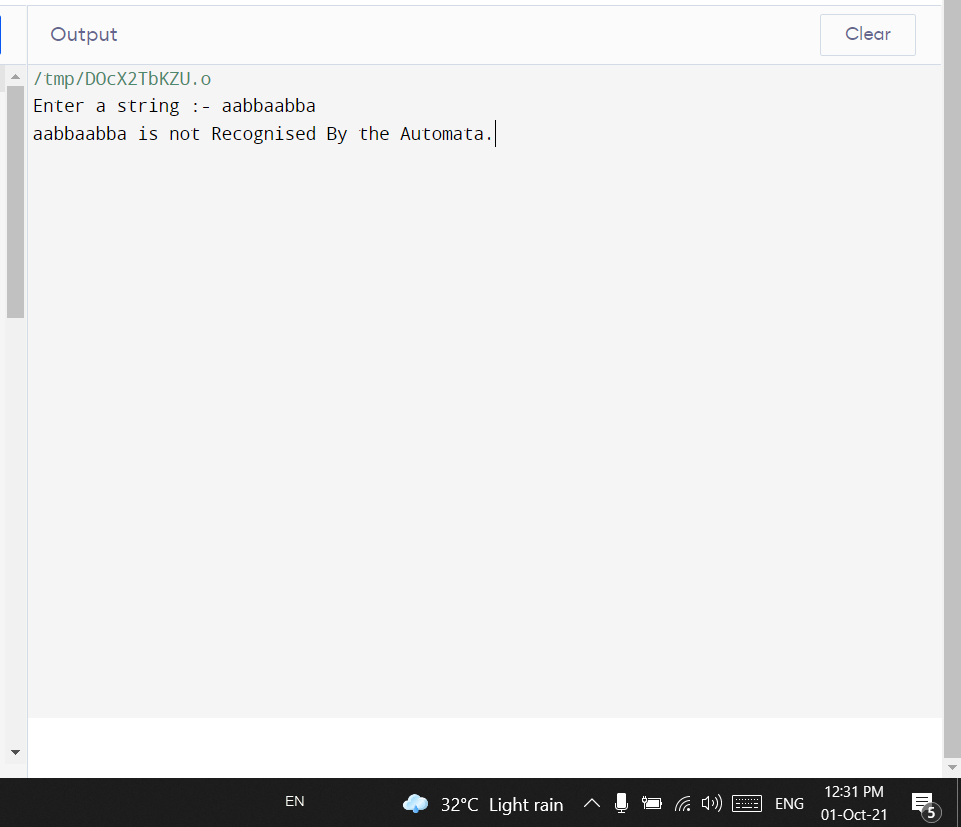 Output
Clear
/tmp/DOcX2TbKZU.o
Enter a string :- aabbaabba
aabbaabba is not Recognised By the Automata.
EN
32°C Light rain
ENG
12:31 PM
01-Oct-21
5